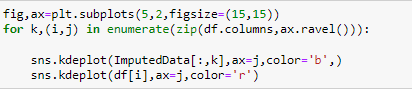 fig,ax=plt.subplots(5,2,figsize=(15,15))
for k,(i,j) in enumerate(zip(df.columns,ax.ravel())):
sns.kdeplot(ImputedData[:,k],ax=j,color='b',)
sns.kdeplot(df[i],ax=j,color='r')